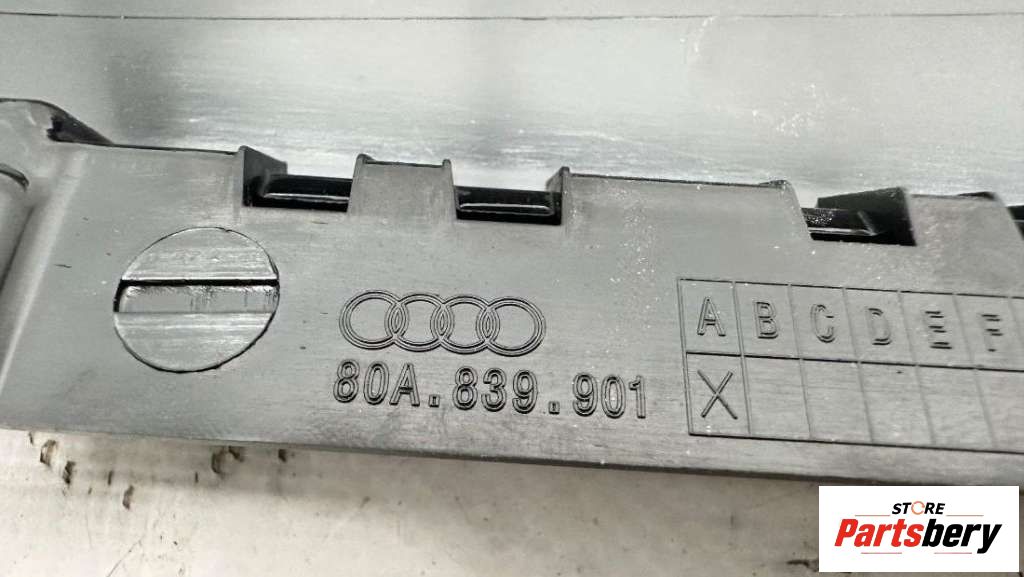 80A.839.901
A B C D E F
X
STORE
Partsbery